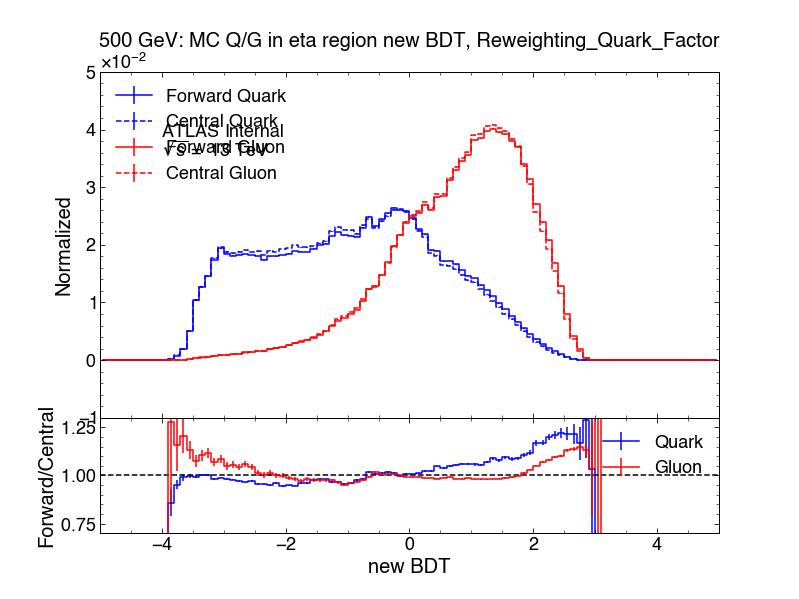 500 GeV: MC Q/G in eta region new BDT, Reweighting_Quark_Factor
×10⁻²
5
4
3
2
1
0
−1
Normalized
Forward Quark
Central Quark
Forward Gluon
Central Gluon
ATLAS Internal
√s = 13 TeV
1.25
1.00
0.75
Forward/Central
Quark
Gluon
−4 −2 0 2 4
new BDT